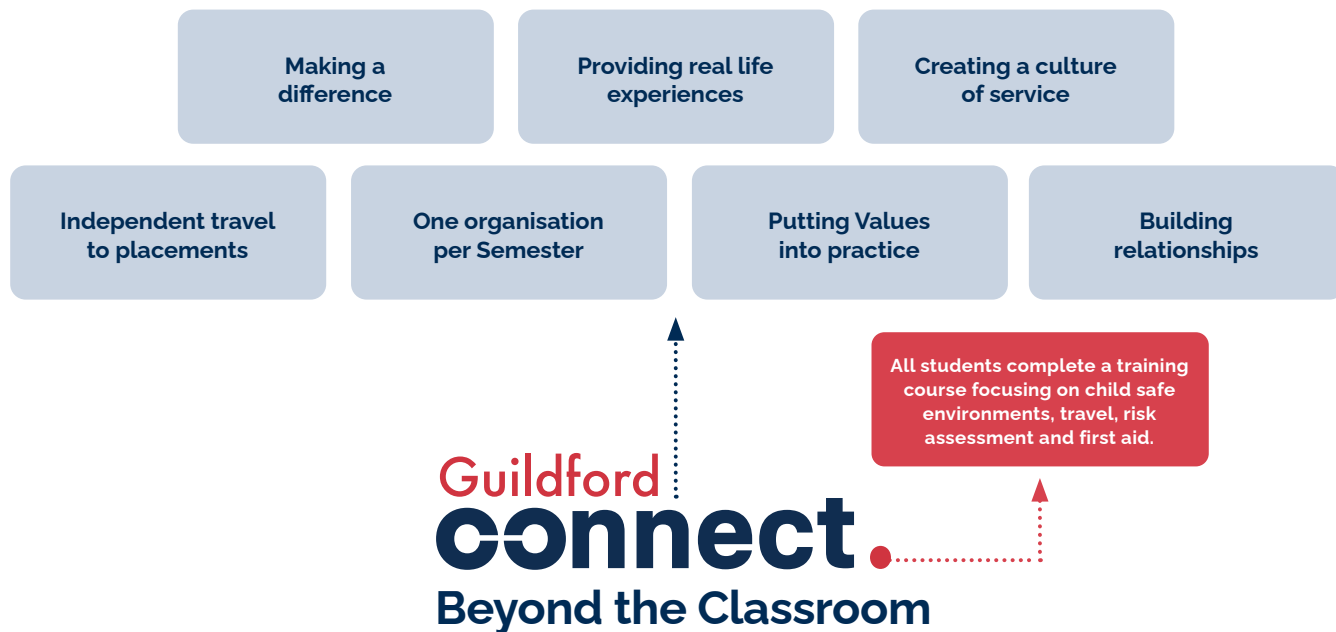 Making a
difference
Providing real life
experiences
Creating a culture
of service
Independent travel
to placements
One organisation
per Semester
Putting Values
into practice
Building
relationships
All students complete a training
course focusing on child safe
environments, travel, risk
assessment and first aid.
Guildford
connect.
Beyond the Classroom